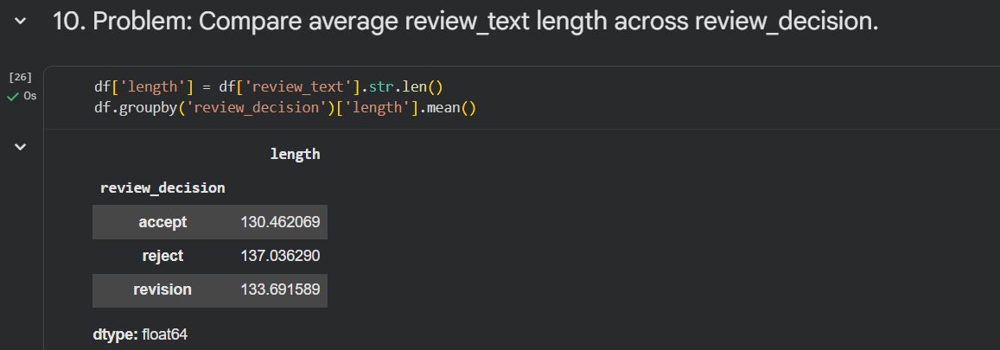 10. Problem: Compare average review_text length across review_decision.
[26]
0s
df['length'] = df['review_text'].str.len()
df.groupby('review_decision')['length'].mean()
length
review_decision
accept 130.462069
reject 137.036290
revision 133.691589
dtype: float64